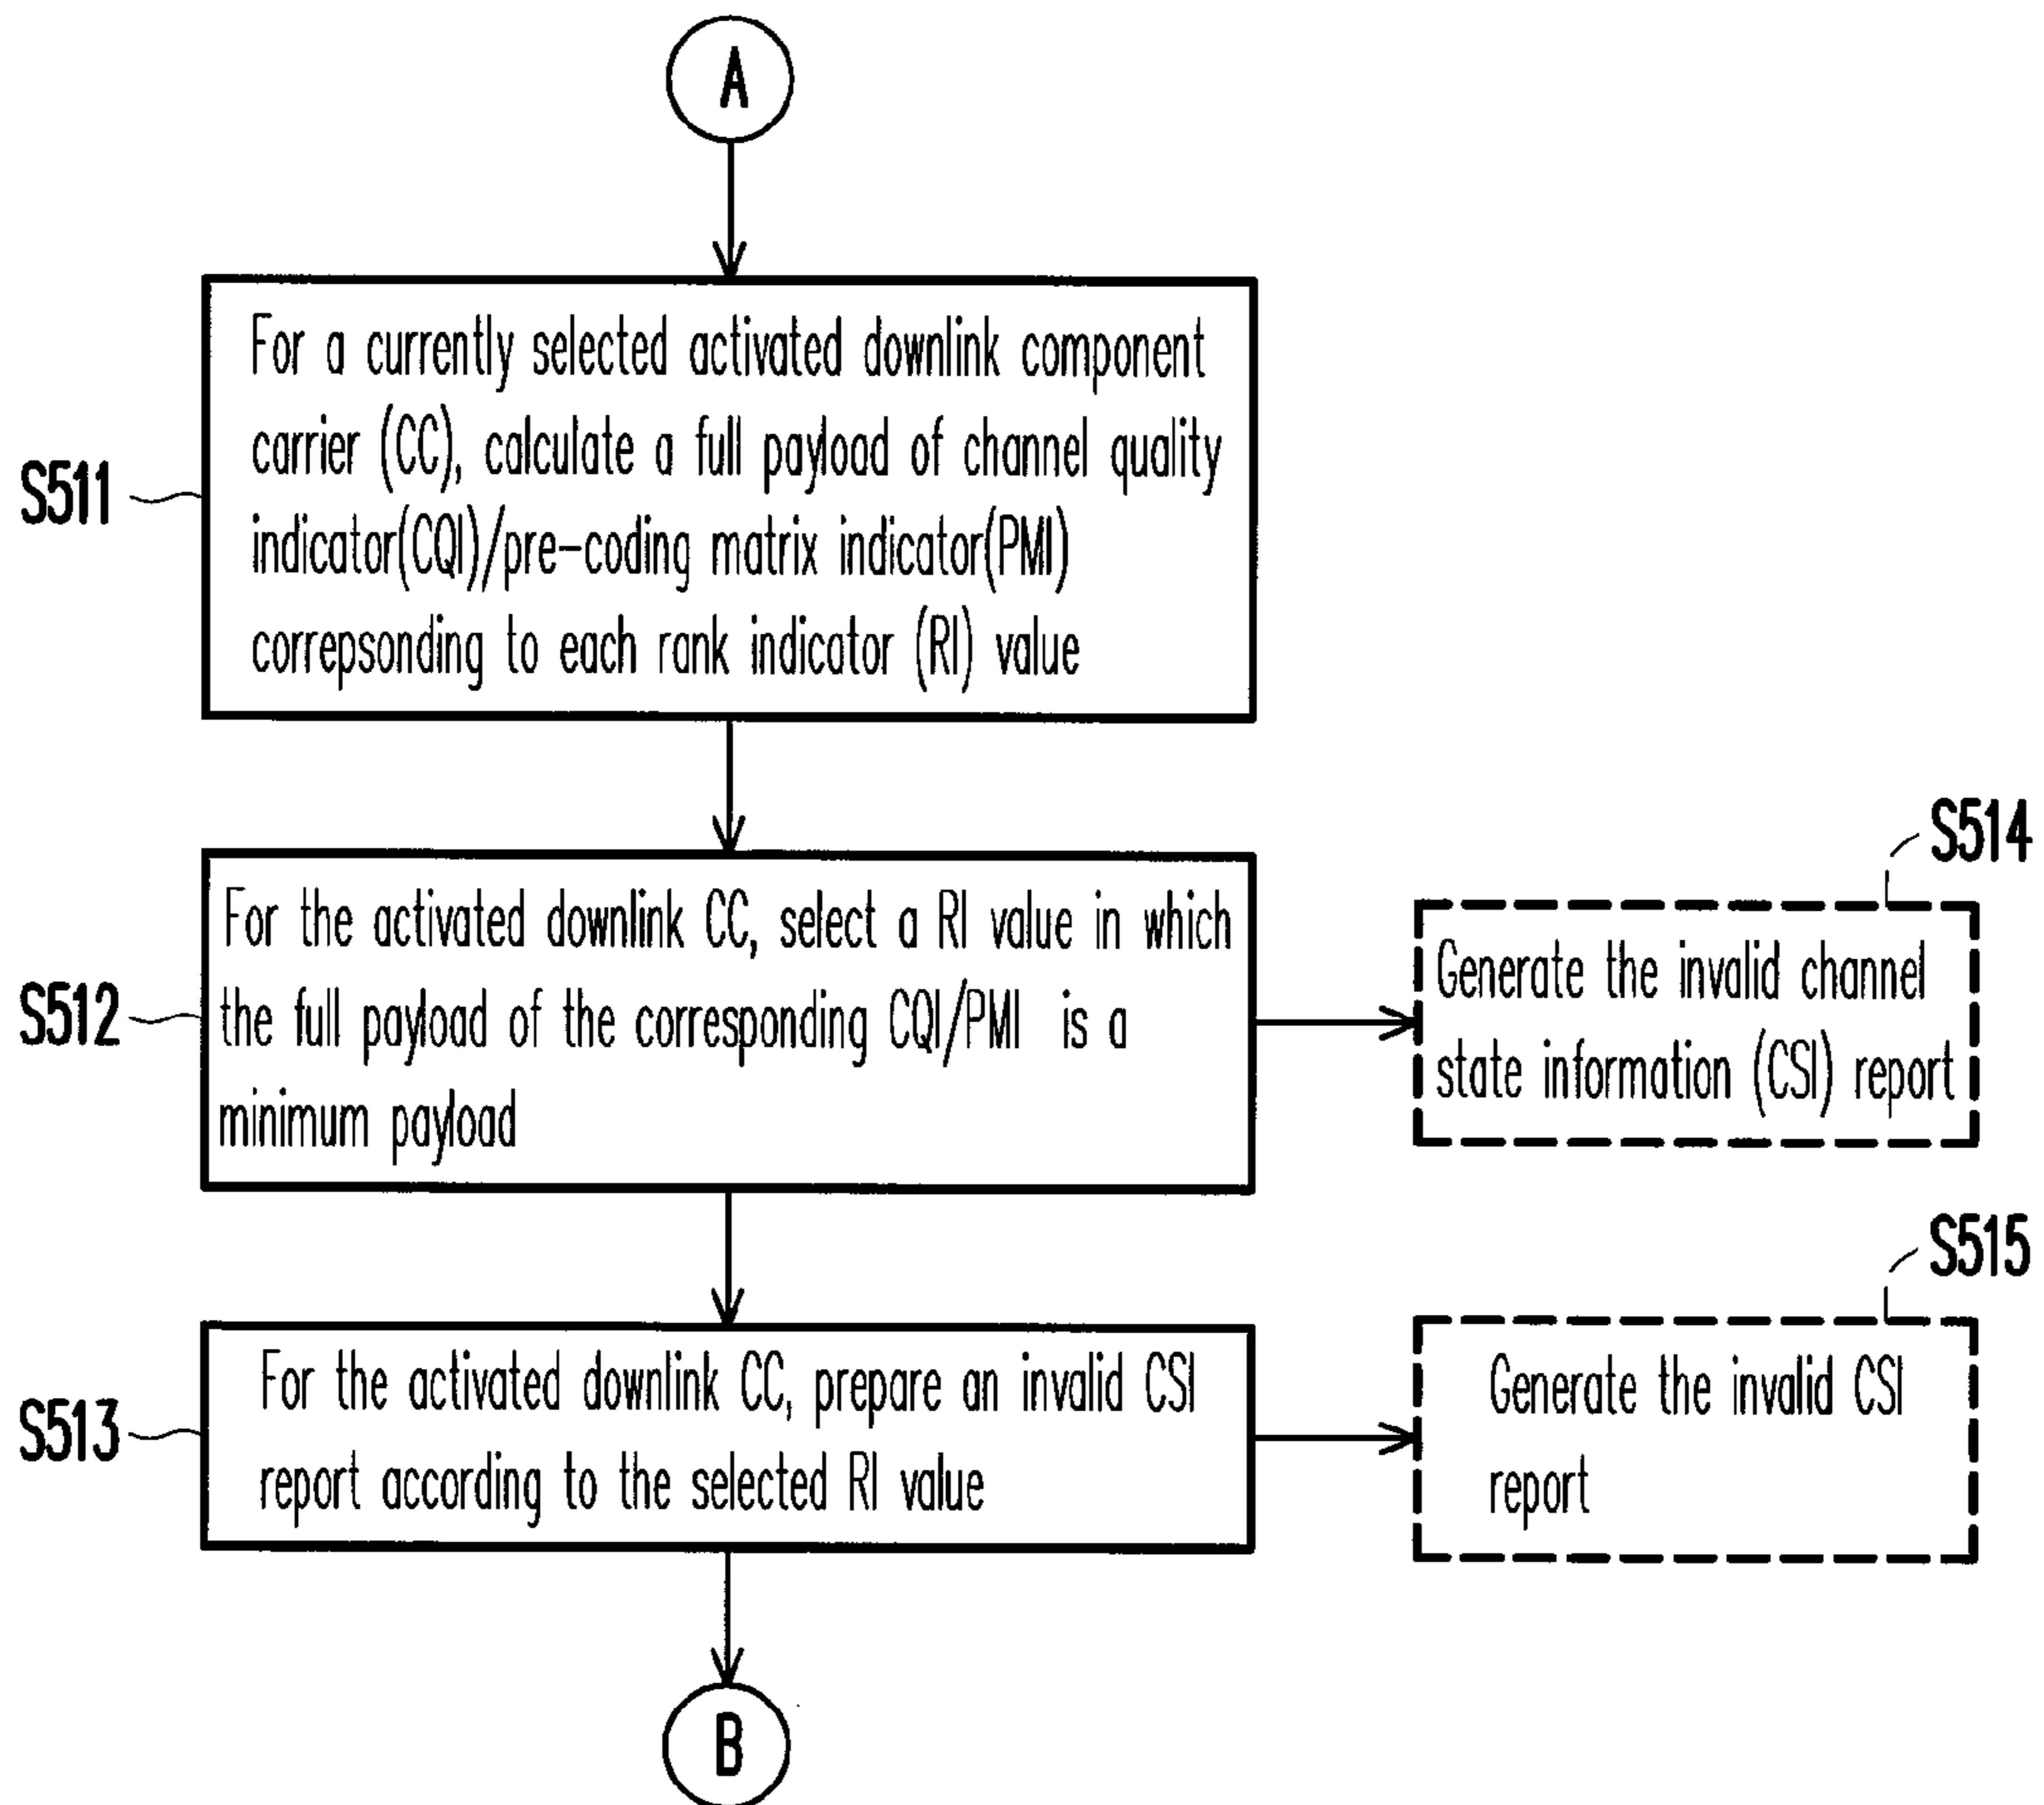 A
For a currently selected activated downlink component
carrier (CC), calculate a full payload of channel quality
indicator(CQI)/pre-coding matrix indicator(PMI)
correpsonding to each rank indicator (RI) value
S511
For the activated downlink CC, select a RI value in which
the full payload of the corresponding CQI/PMI is a
minimum payload
S512
S514
Generate the invalid channel
state information (CSI) report
For the activated downlink CC, prepare an invalid CSI
report according to the selected RI value
S513
S515
Generate the invalid CSI
report
B